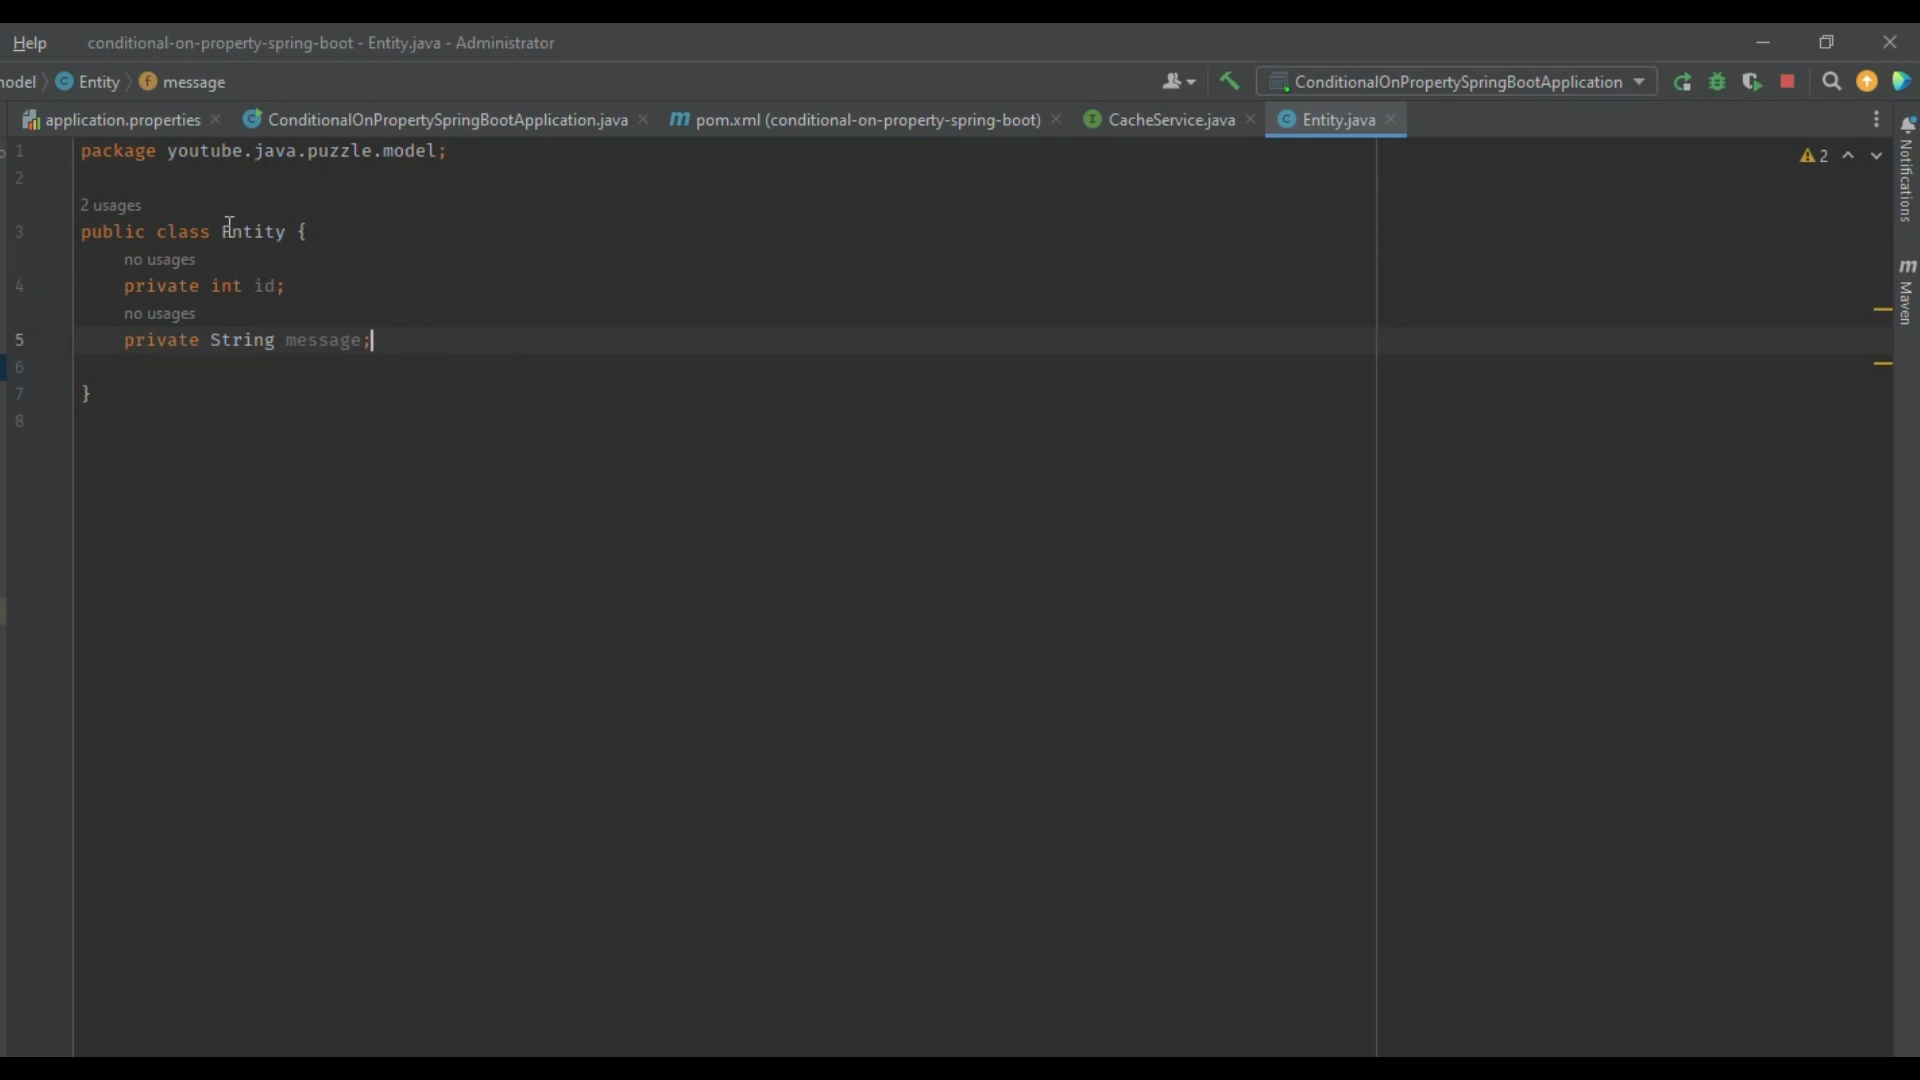 Help conditional-on-property-spring-boot - Entity.java - Administrator
Entity message ConditionalOnPropertySpringBootApplication
application.properties ConditionalOnPropertySpringBootApplication.java pom.xml (conditional-on-property-spring-boot) CacheService.java Entity.java
1 package youtube.java.puzzle.model; 2
2
2 usages
3 public class Entity {
no usages
4 private int id;
no usages
5 private String message;
6
7 }
8
Notifications
Maven